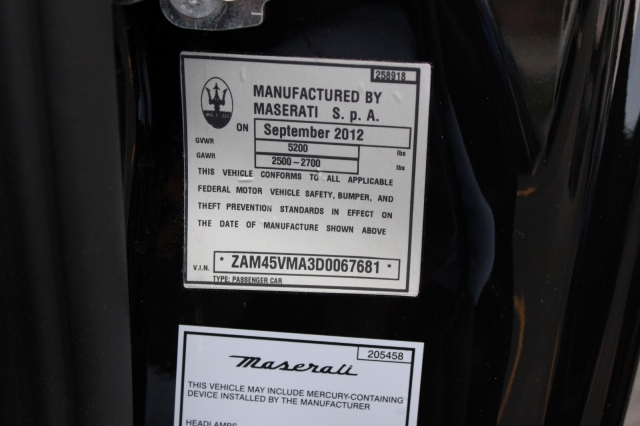 258918
MANUFACTURED BY
MASERATI S. p. A.
ON September 2012
GVWR 5200 lbs
GAWR 2500-2700 lbs
THIS VEHICLE CONFORMS TO ALL APPLICABLE
FEDERAL MOTOR VEHICLE SAFETY, BUMPER, AND
THEFT PREVENTION STANDARDS IN EFFECT ON
THE DATE OF MANUFACTURE SHOWN ABOVE
V.I.N. * ZAM45VMA3D0067681 *
TYPE: PASSENGER CAR
205458
Maserati
THIS VEHICLE MAY INCLUDE MERCURY-CONTAINING
DEVICE INSTALLED BY THE MANUFACTURER
HEADLAMPS